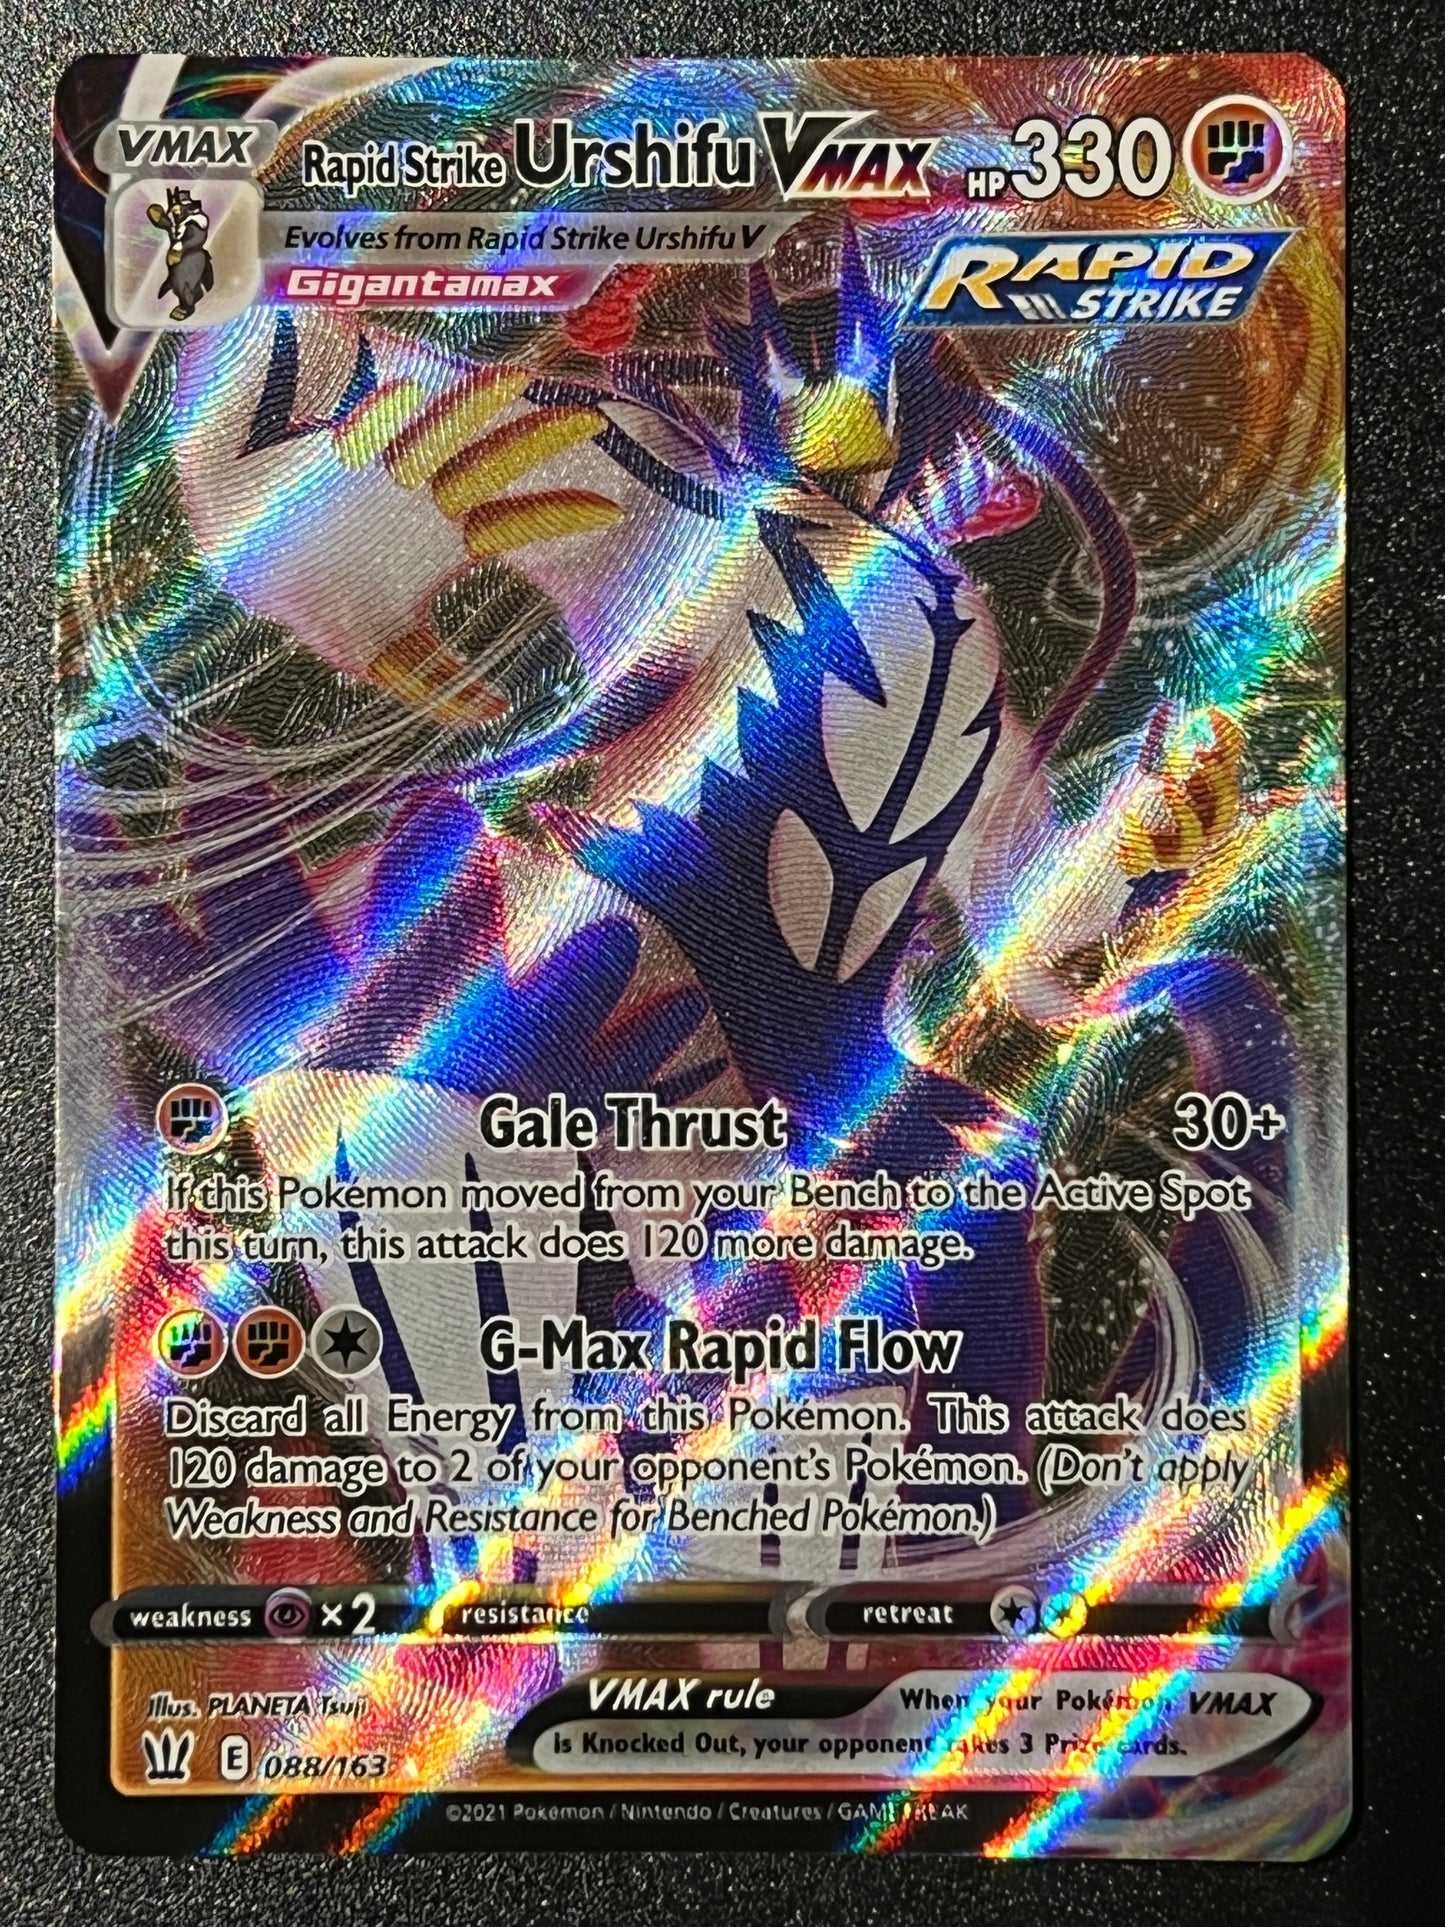 VMAX
Rapid Strike Urshifu VMAX HP 330
Evolves from Rapid Strike Urshifu V
Gigantamax
RAPID
STRIKE
Gale Thrust 30+
If this Pokémon moved from your Bench to the Active Spot
this turn, this attack does 120 more damage.
G-Max Rapid Flow
Discard all Energy from this Pokémon. This attack does
120 damage to 2 of your opponent's Pokémon. (Don't apply
Weakness and Resistance for Benched Pokémon.)
weakness ×2 resistance retreat
Illus. PLANETA Tsuji
VMAX rule When your Pokémon VMAX
is Knocked Out, your opponent takes 3 Prize cards.
E 088/163
©2021 Pokémon / Nintendo / Creatures / GAME FREAK